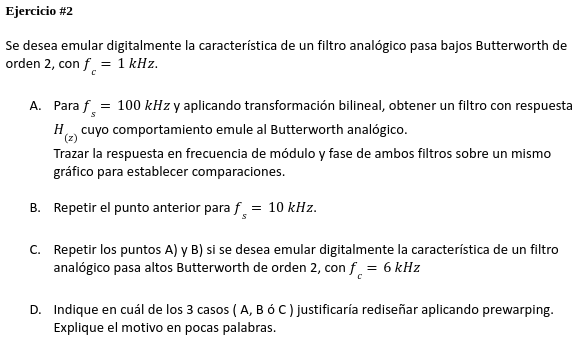 Ejercicio #2
Se desea emular digitalmente la característica de un filtro analógico pasa bajos Butterworth de
orden 2, con f_c = 1 kHz.
A. Para f_s = 100 kHz y aplicando transformación bilineal, obtener un filtro con respuesta
H_(z) cuyo comportamiento emule al Butterworth analógico.
Trazar la respuesta en frecuencia de módulo y fase de ambos filtros sobre un mismo
gráfico para establecer comparaciones.
B. Repetir el punto anterior para f_s = 10 kHz.
C. Repetir los puntos A) y B) si se desea emular digitalmente la característica de un filtro
analógico pasa altos Butterworth de orden 2, con f_c = 6 kHz
D. Indique en cuál de los 3 casos ( A, B ó C ) justificaría rediseñar aplicando prewarping.
Explique el motivo en pocas palabras.